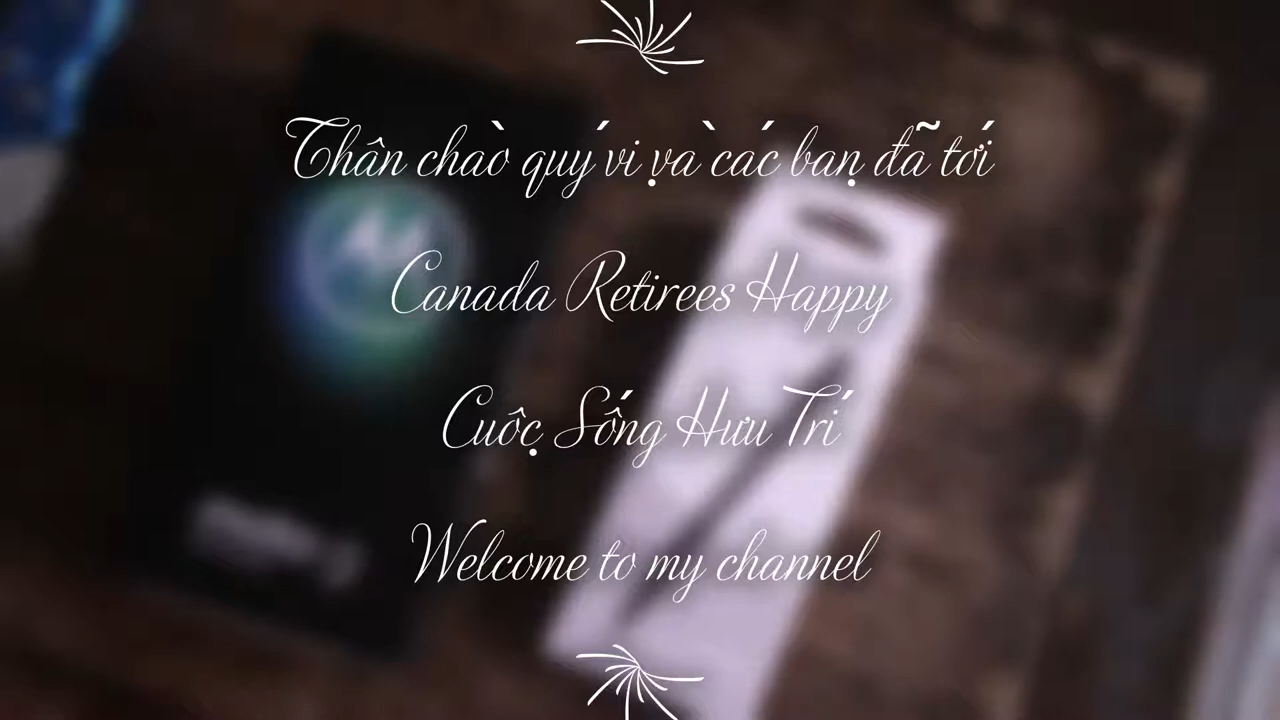 Thân chào quý vi và các bạn đã tới
Canada Retirees Happy
Cuộc Sống Hưu Trí
Welcome to my channel